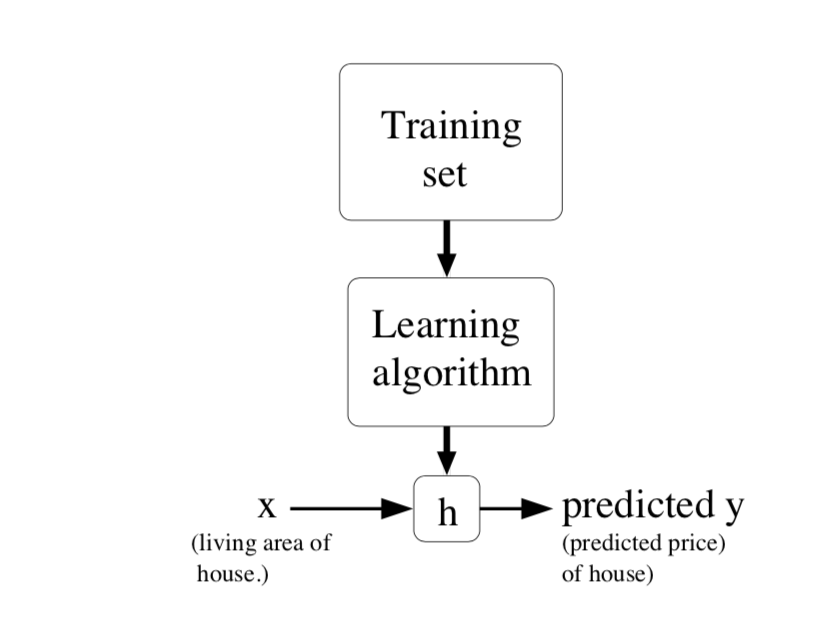 Training
set
Learning
algorithm
x
h
predicted y
(living area of
house.)
(predicted price)
of house)